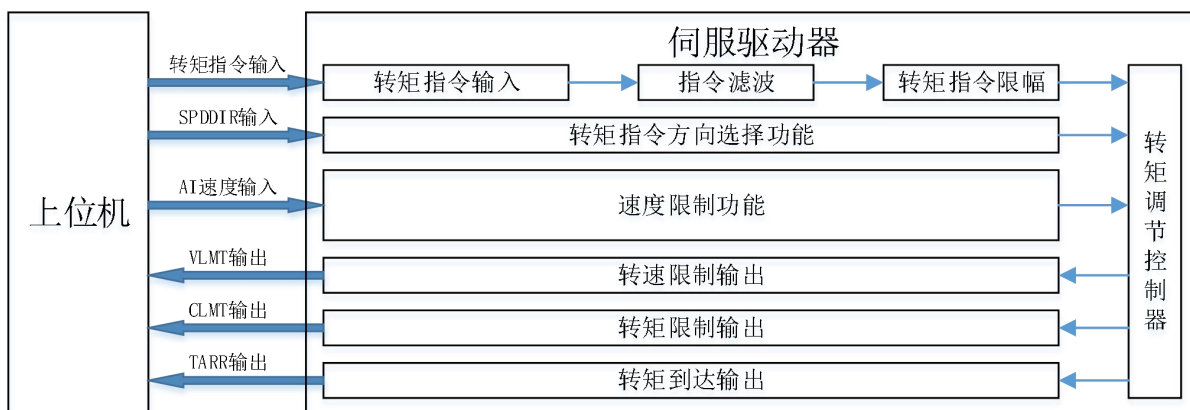 伺服驱动器
转矩指令输入
转矩指令输入
指令滤波
转矩指令限幅
SPDDIR输入
转矩指令方向选择功能
AI速度输入
速度限制功能
上位机
转矩调节控制器
VLMT输出
转速限制输出
CLMT输出
转矩限制输出
TARR输出
转矩到达输出